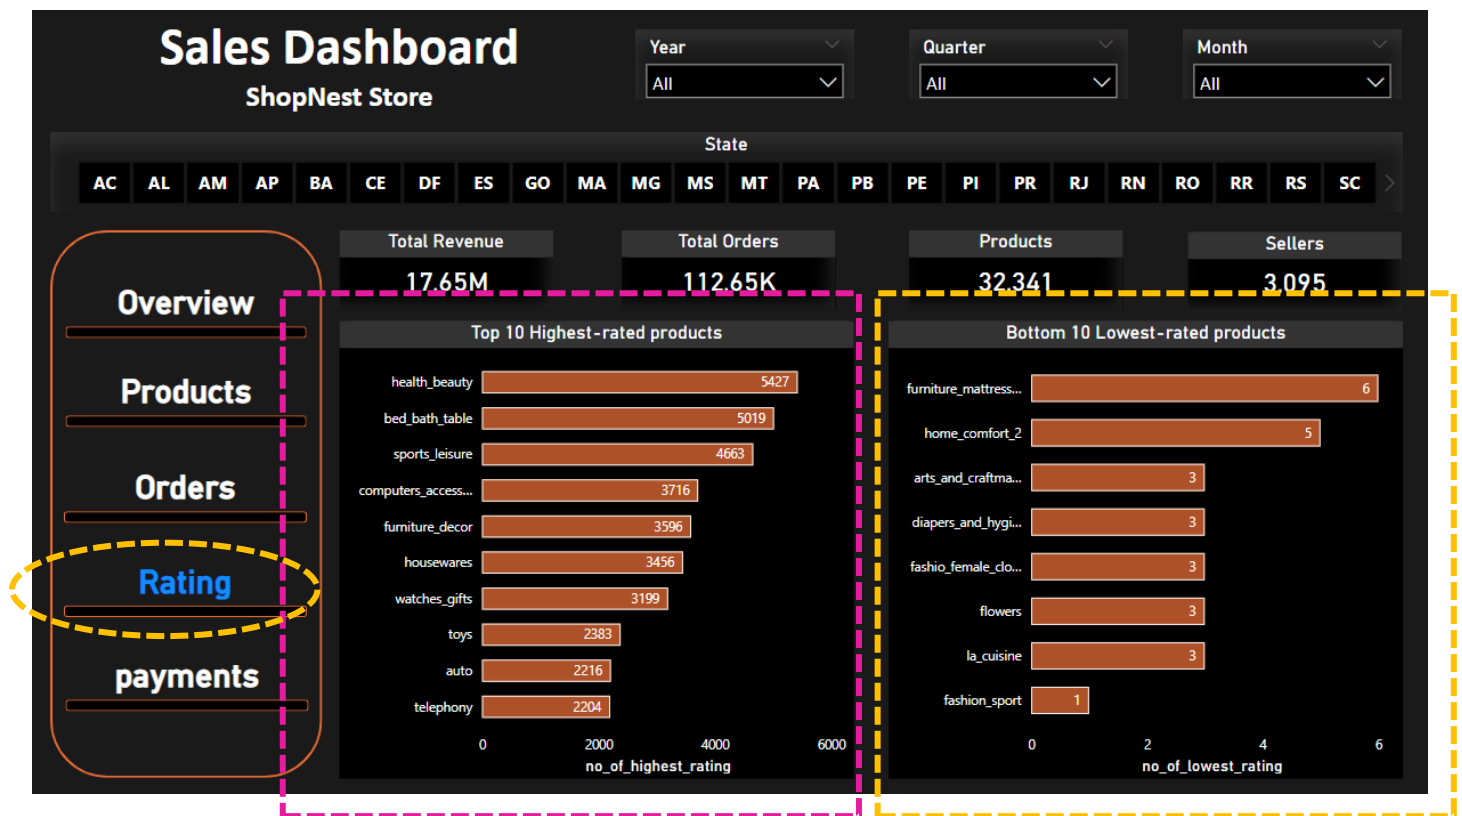 Sales Dashboard
ShopNest Store
Year
All
Quarter
All
Month
All
State
AC AL AM AP BA CE DF ES GO MA MG MS MT PA PB PE PI PR RJ RN RO RR RS SC
Overview
Products
Orders
Rating
payments
Total Revenue
17.65M
Total Orders
112.65K
Products
32,341
Sellers
3,095
Top 10 Highest-rated products
health_beauty 5427
bed_bath_table 5019
sports_leisure 4663
computers_access... 3716
furniture_decor 3596
housewares 3456
watches_gifts 3199
toys 2383
auto 2216
telephony 2204
0 2000 4000 6000
no_of_highest_rating
Bottom 10 Lowest-rated products
furniture_mattress... 6
home_comfort_2 5
arts_and_craftma... 3
diapers_and_hygi... 3
fashio_female_clo... 3
flowers 3
la_cuisine 3
fashion_sport 1
0 2 4 6
no_of_lowest_rating